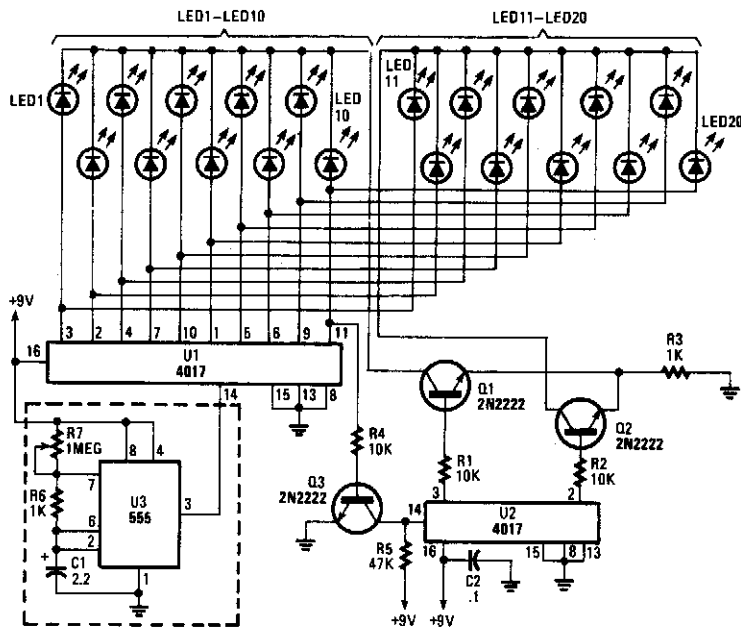 LED1–LED10
LED11–LED20
LED1
LED
10
LED
11
LED20
+9V
3 2 4 7 10 1 5 6 9 11
16
U1
4017
14
15 13 8
R3
1K
Q1
2N2222
Q2
2N2222
R4
10K
R1
10K
R2
10K
Q3
2N2222
R7
1MEG
8 4
7
R6
1K
U3
555
3
6
2
+
C1
2.2
1
3 2
14
U2
4017
16
15 8 13
R5
47K
C2
.1
+9V +9V